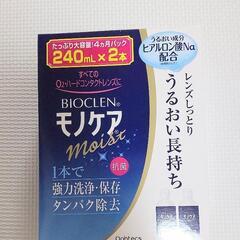 たっぷり大容量！4ヵ月パック
240mL×2本
すべての
O₂・ハードコンタクトレンズに
BIOCLEN®
モノケア
moist
抗菌
1本で
強力洗浄・保存
タンパク除去
Ophtecs
うるおい成分
ヒアルロン酸Na
配合
レンズしっとり
うるおい長持ち